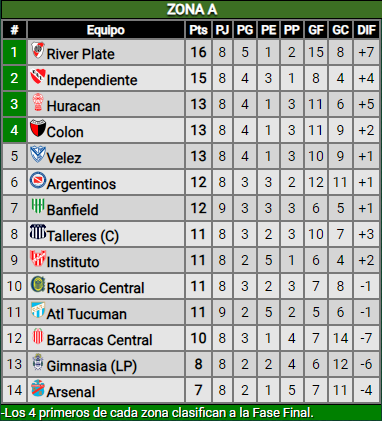 ZONA A
# Equipo Pts PJ PG PE PP GF GC DIF
1 River Plate 16 8 5 1 2 15 8 +7
2 Independiente 15 8 4 3 1 8 4 +4
3 Huracan 13 8 4 1 3 11 6 +5
4 Colon 13 8 4 1 3 11 9 +2
5 Velez 13 8 4 1 3 10 9 +1
6 Argentinos 12 8 3 3 2 12 11 +1
7 Banfield 12 9 3 3 3 6 5 +1
8 Talleres (C) 11 8 3 2 3 10 7 +3
9 Instituto 11 8 2 5 1 6 4 +2
10 Rosario Central 11 8 3 2 3 7 8 -1
11 Atl Tucuman 11 9 2 5 2 5 6 -1
12 Barracas Central 10 8 3 1 4 7 14 -7
13 Gimnasia (LP) 8 8 2 2 4 6 12 -6
14 Arsenal 7 8 2 1 5 7 11 -4
-Los 4 primeros de cada zona clasifican a la Fase Final.